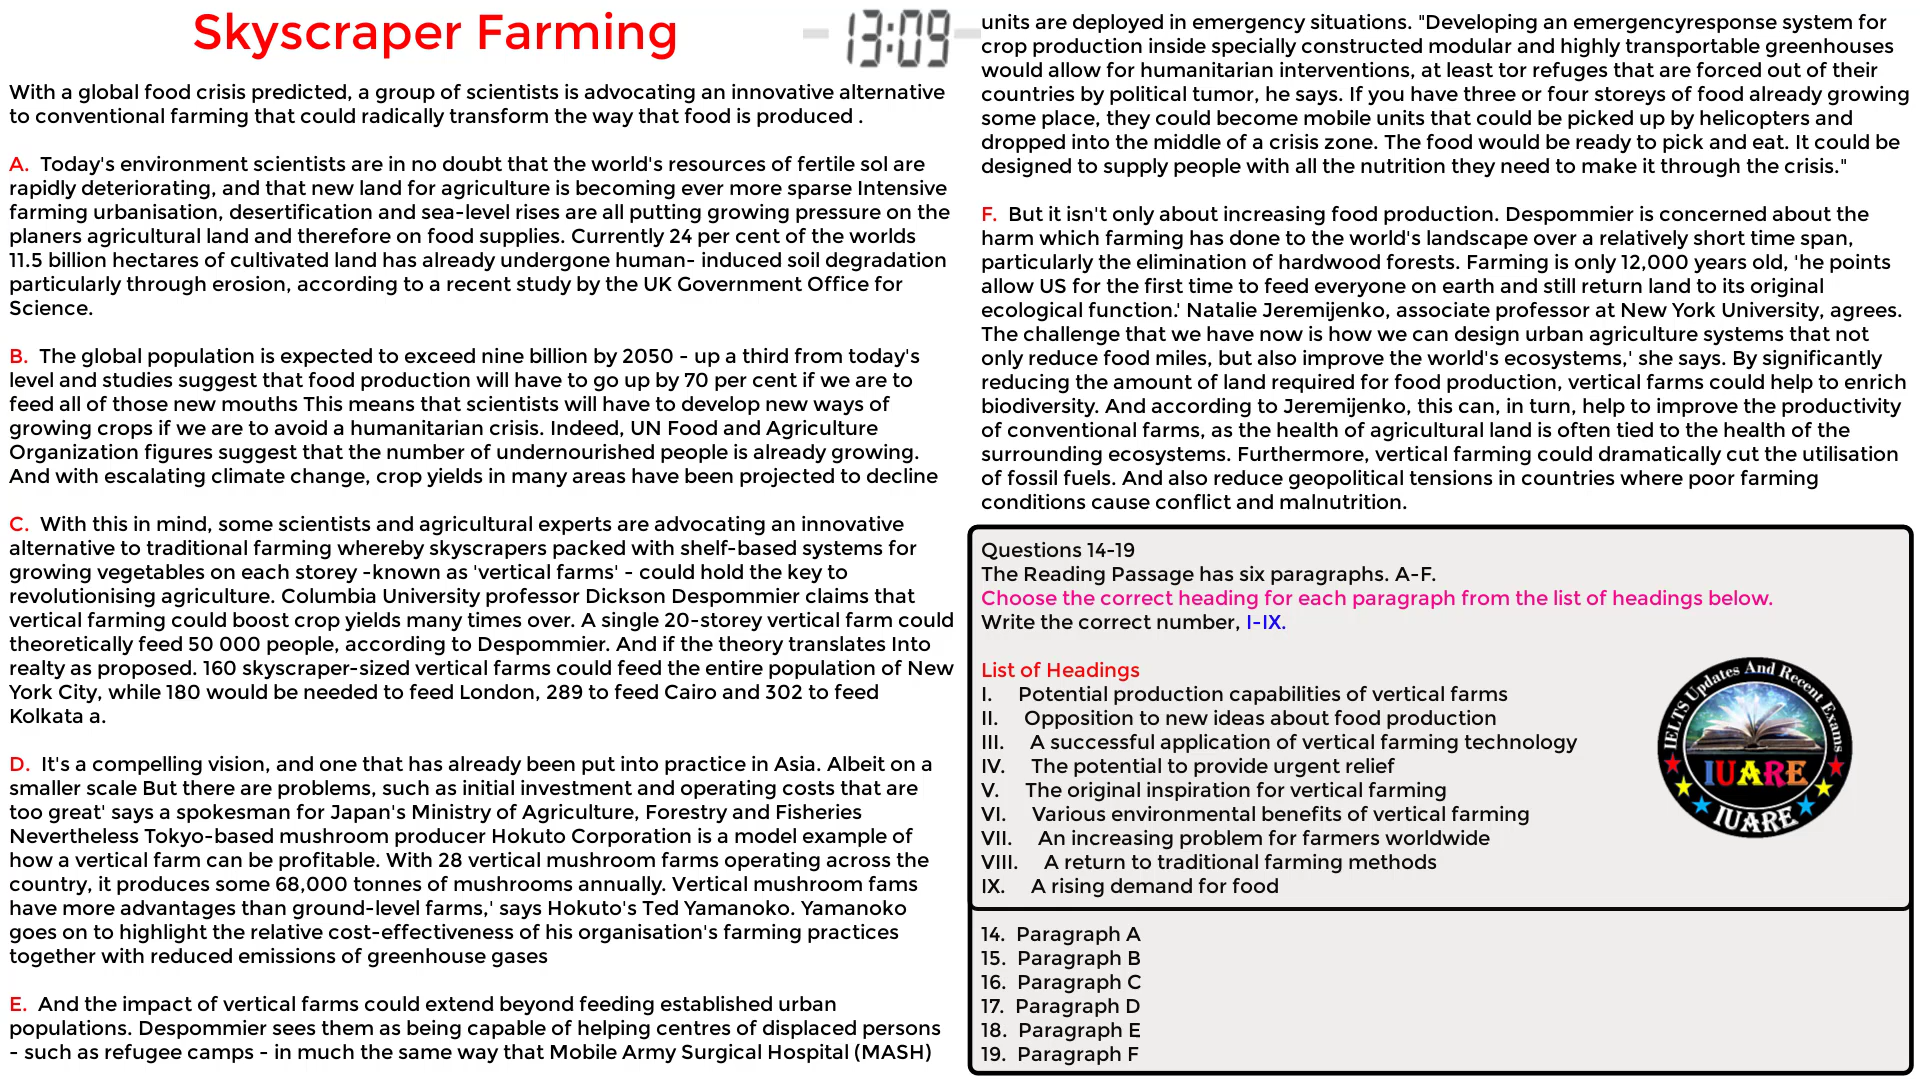 Skyscraper Farming
13:09
With a global food crisis predicted, a group of scientists is advocating an innovative alternative
to conventional farming that could radically transform the way that food is produced .
A. Today's environment scientists are in no doubt that the world's resources of fertile sol are
rapidly deteriorating, and that new land for agriculture is becoming ever more sparse Intensive
farming urbanisation, desertification and sea-level rises are all putting growing pressure on the
planers agricultural land and therefore on food supplies. Currently 24 per cent of the worlds
11.5 billion hectares of cultivated land has already undergone human- induced soil degradation
particularly through erosion, according to a recent study by the UK Government Office for
Science.
B. The global population is expected to exceed nine billion by 2050 - up a third from today's
level and studies suggest that food production will have to go up by 70 per cent if we are to
feed all of those new mouths This means that scientists will have to develop new ways of
growing crops if we are to avoid a humanitarian crisis. Indeed, UN Food and Agriculture
Organization figures suggest that the number of undernourished people is already growing.
And with escalating climate change, crop yields in many areas have been projected to decline
C. With this in mind, some scientists and agricultural experts are advocating an innovative
alternative to traditional farming whereby skyscrapers packed with shelf-based systems for
growing vegetables on each storey -known as 'vertical farms' - could hold the key to
revolutionising agriculture. Columbia University professor Dickson Despommier claims that
vertical farming could boost crop yields many times over. A single 20-storey vertical farm could
theoretically feed 50 000 people, according to Despommier. And if the theory translates Into
realty as proposed. 160 skyscraper-sized vertical farms could feed the entire population of New
York City, while 180 would be needed to feed London, 289 to feed Cairo and 302 to feed
Kolkata a.
D. It's a compelling vision, and one that has already been put into practice in Asia. Albeit on a
smaller scale But there are problems, such as initial investment and operating costs that are
too great' says a spokesman for Japan's Ministry of Agriculture, Forestry and Fisheries
Nevertheless Tokyo-based mushroom producer Hokuto Corporation is a model example of
how a vertical farm can be profitable. With 28 vertical mushroom farms operating across the
country, it produces some 68,000 tonnes of mushrooms annually. Vertical mushroom fams
have more advantages than ground-level farms,' says Hokuto's Ted Yamanoko. Yamanoko
goes on to highlight the relative cost-effectiveness of his organisation's farming practices
together with reduced emissions of greenhouse gases
E. And the impact of vertical farms could extend beyond feeding established urban
populations. Despommier sees them as being capable of helping centres of displaced persons
- such as refugee camps - in much the same way that Mobile Army Surgical Hospital (MASH)
units are deployed in emergency situations. "Developing an emergencyresponse system for
crop production inside specially constructed modular and highly transportable greenhouses
would allow for humanitarian interventions, at least tor refuges that are forced out of their
countries by political tumor, he says. If you have three or four storeys of food already growing
some place, they could become mobile units that could be picked up by helicopters and
dropped into the middle of a crisis zone. The food would be ready to pick and eat. It could be
designed to supply people with all the nutrition they need to make it through the crisis."
F. But it isn't only about increasing food production. Despommier is concerned about the
harm which farming has done to the world's landscape over a relatively short time span,
particularly the elimination of hardwood forests. Farming is only 12,000 years old, 'he points
allow US for the first time to feed everyone on earth and still return land to its original
ecological function.' Natalie Jeremijenko, associate professor at New York University, agrees.
The challenge that we have now is how we can design urban agriculture systems that not
only reduce food miles, but also improve the world's ecosystems,' she says. By significantly
reducing the amount of land required for food production, vertical farms could help to enrich
biodiversity. And according to Jeremijenko, this can, in turn, help to improve the productivity
of conventional farms, as the health of agricultural land is often tied to the health of the
surrounding ecosystems. Furthermore, vertical farming could dramatically cut the utilisation
of fossil fuels. And also reduce geopolitical tensions in countries where poor farming
conditions cause conflict and malnutrition.
Questions 14-19
The Reading Passage has six paragraphs. A-F.
Choose the correct heading for each paragraph from the list of headings below.
Write the correct number, I-IX.
List of Headings
I. Potential production capabilities of vertical farms
II. Opposition to new ideas about food production
III. A successful application of vertical farming technology
IV. The potential to provide urgent relief
V. The original inspiration for vertical farming
VI. Various environmental benefits of vertical farming
VII. An increasing problem for farmers worldwide
VIII. A return to traditional farming methods
IX. A rising demand for food
IELTS Updates And Recent Exams
IUARE
IUARE
14. Paragraph A
15. Paragraph B
16. Paragraph C
17. Paragraph D
18. Paragraph E
19. Paragraph F